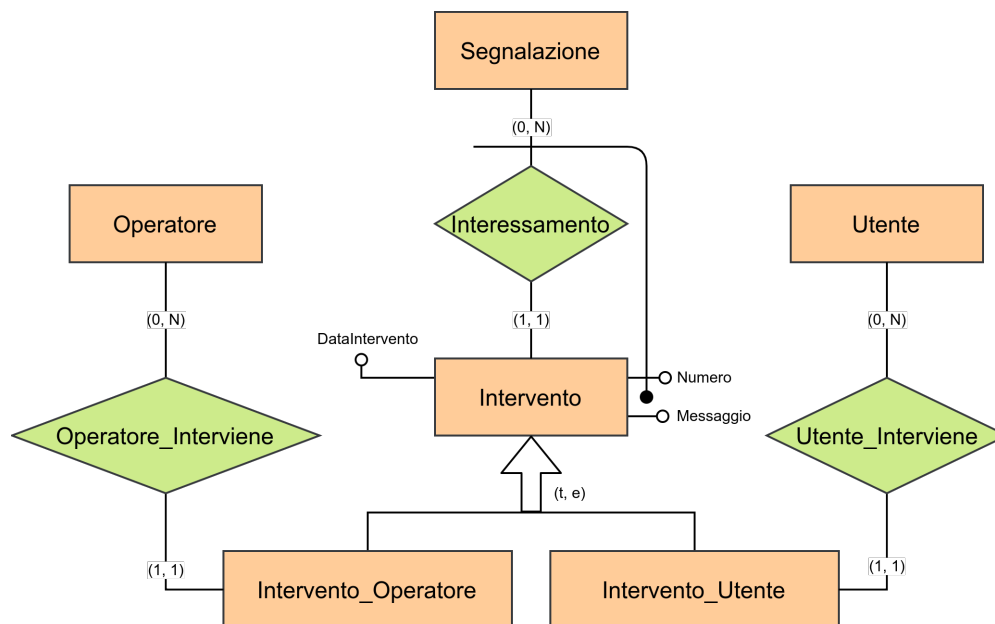 Segnalazione
(0, N)
Operatore
Interessamento
Utente
(0, N)
(1, 1)
(0, N)
DataIntervento
Numero
Intervento
Messaggio
Operatore_Interviene
Utente_Interviene
(t, e)
(1, 1)
(1, 1)
Intervento_Operatore
Intervento_Utente